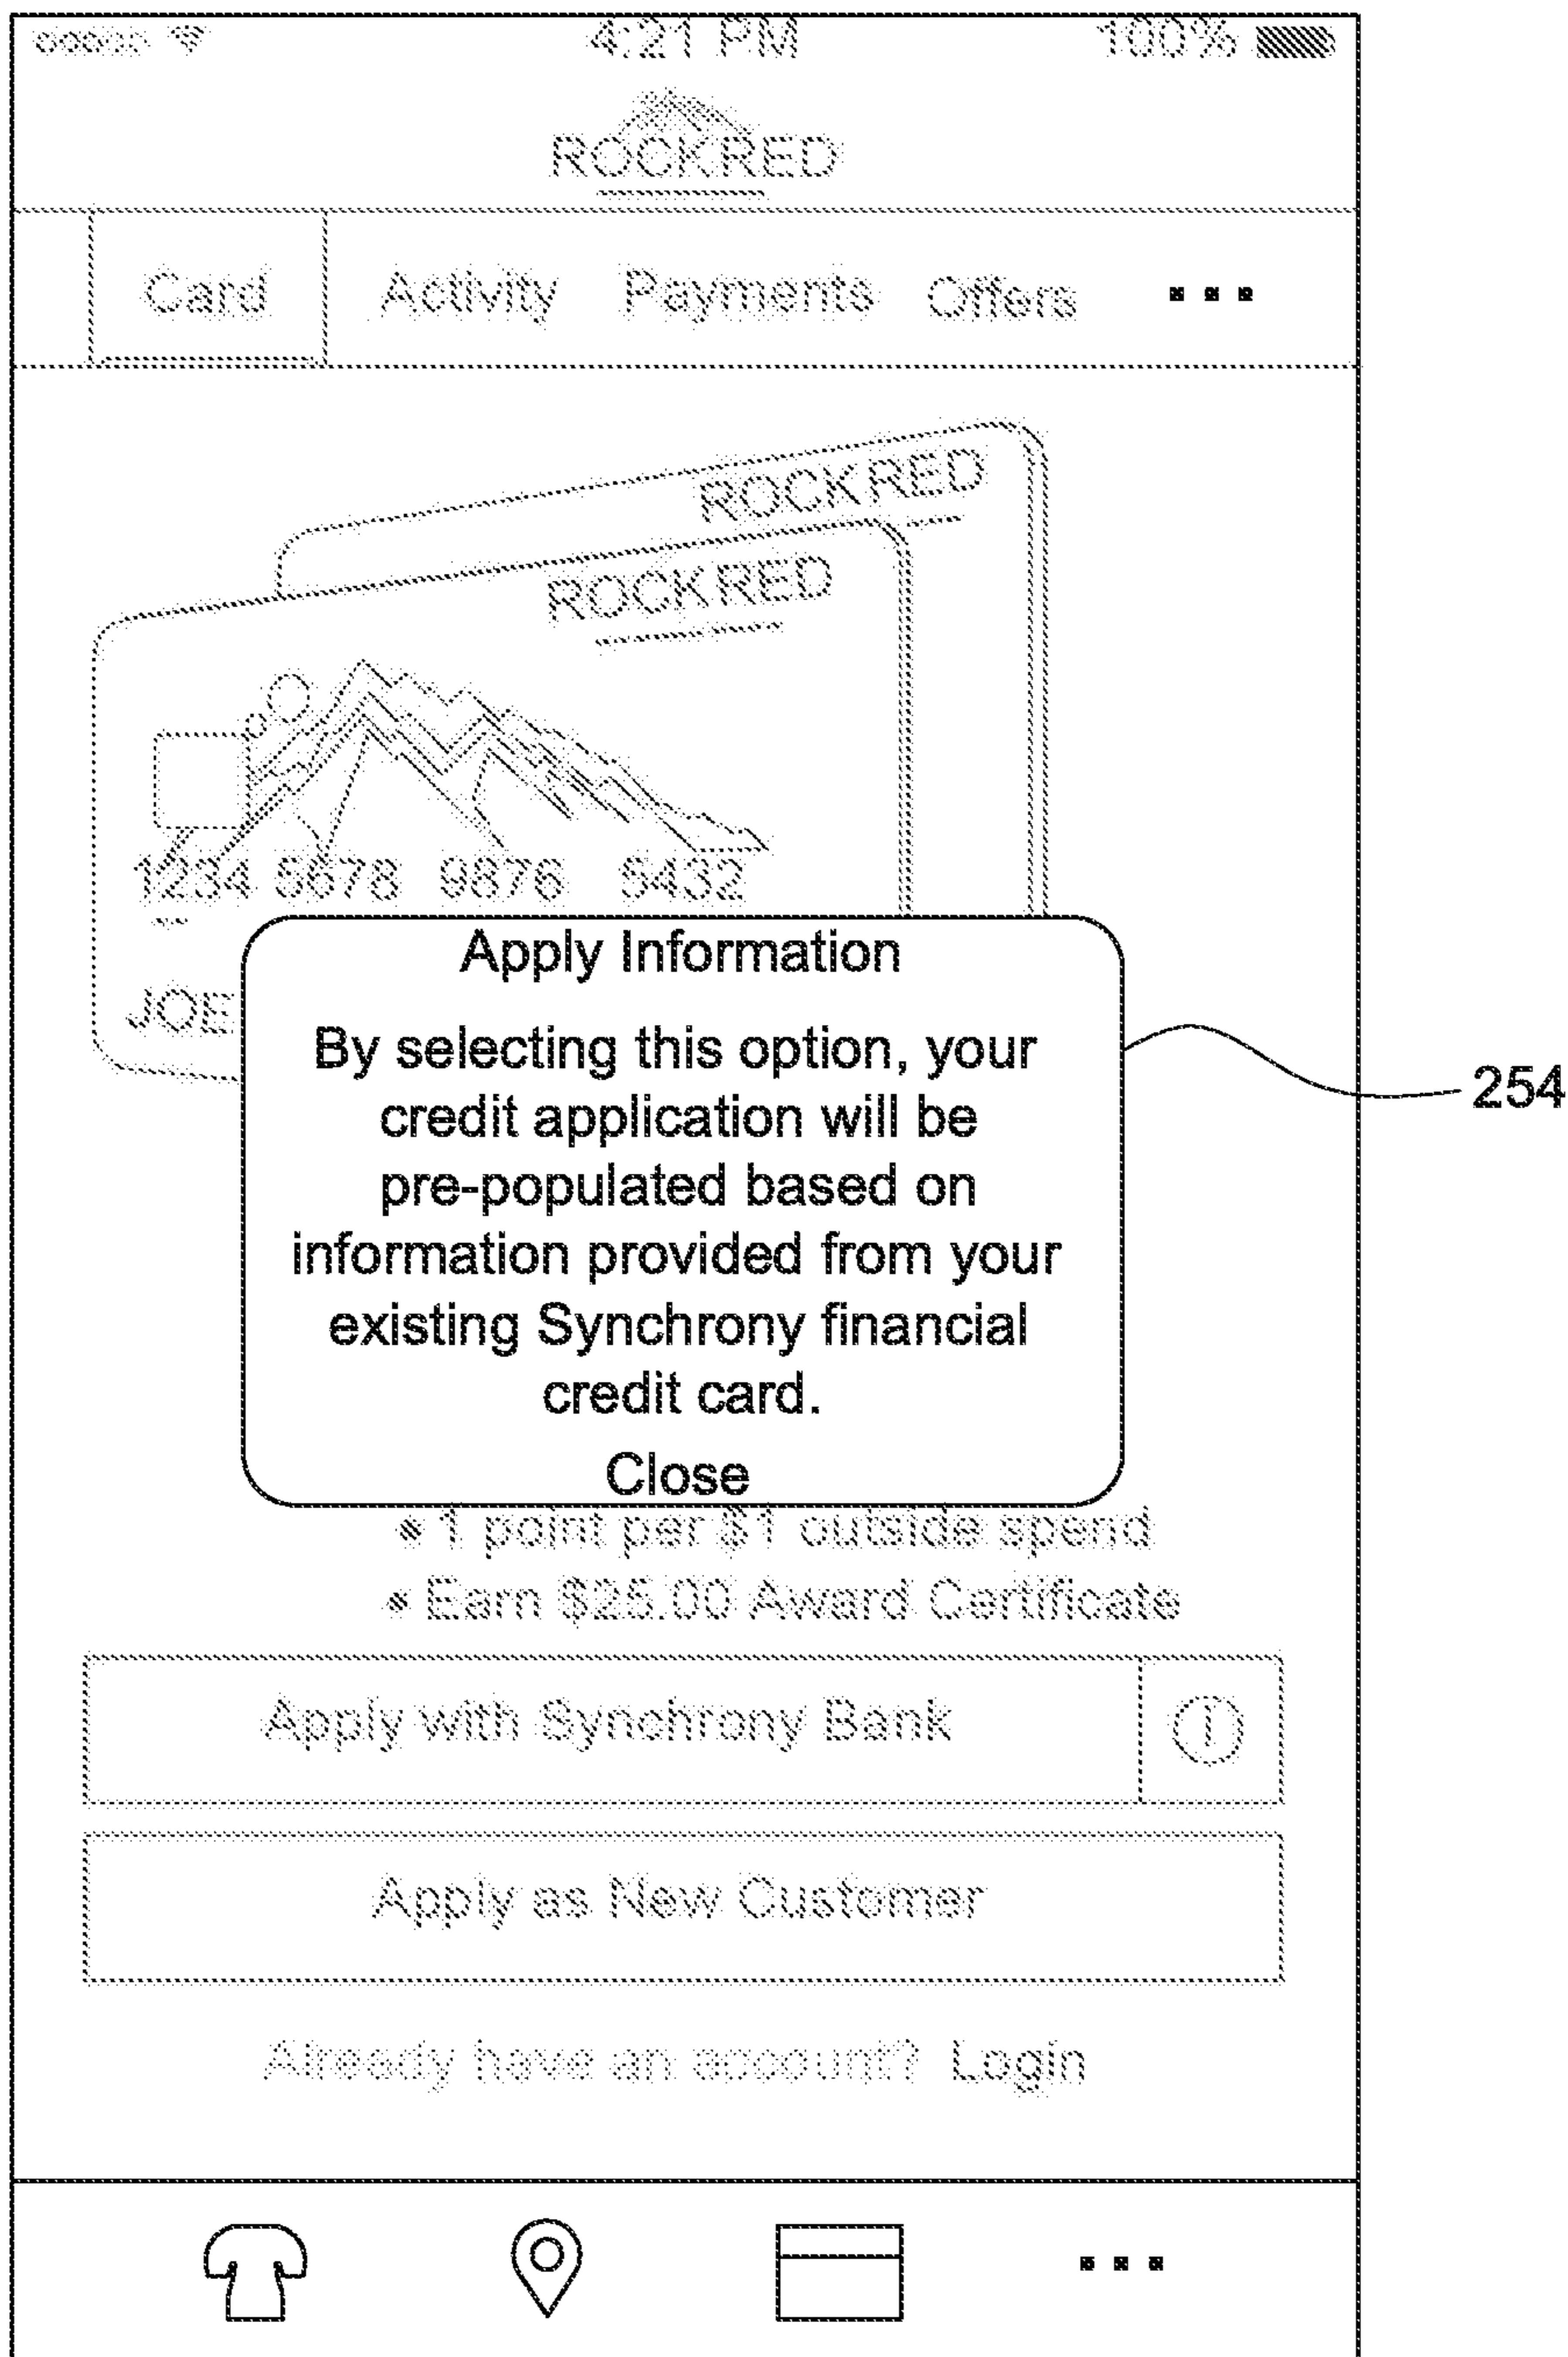 4:21 PM 100%
ROCKRED
Card Activity Payments Offers ...
ROCKRED
ROCKRED
1234 5678 9876 5432
JOE
Apply Information
By selecting this option, your
credit application will be
pre-populated based on
information provided from your
existing Synchrony financial
credit card.
Close
254
• 1 point per $1 outside spend
• Earn $25.00 Award Certificate
Apply with Synchrony Bank
Apply as New Customer
Already have an account? Login
...